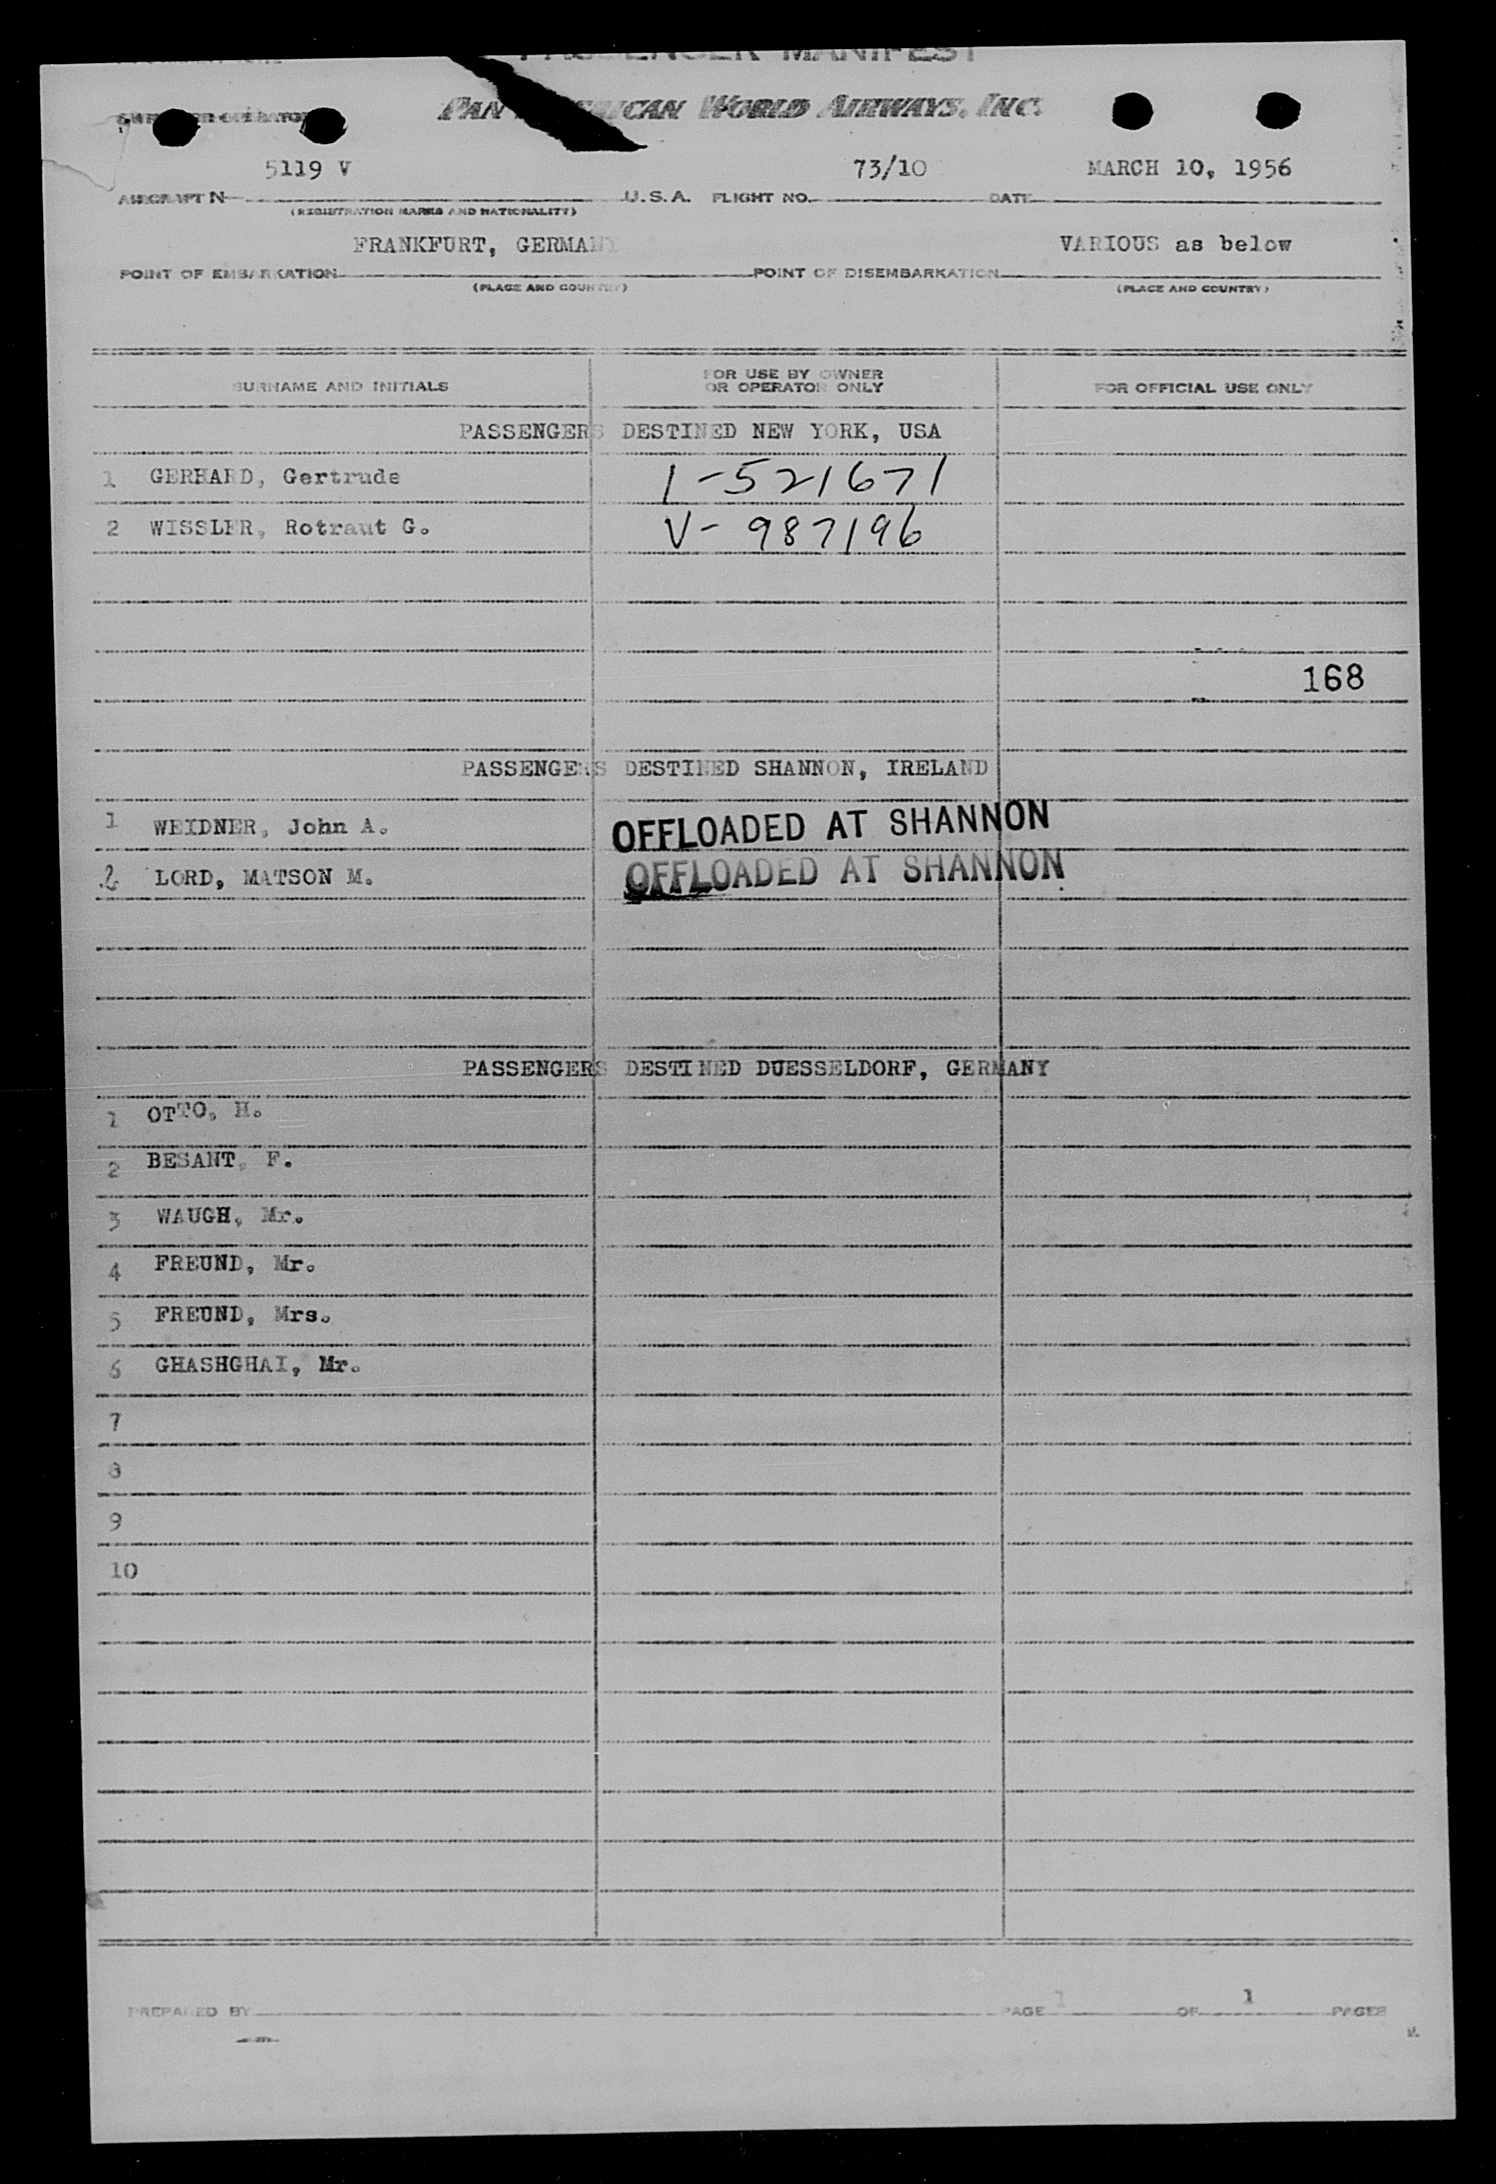 PASSENGER MANIFEST
PAN AMERICAN WORLD AIRWAYS, INC.
OWNER OR OPERATOR
5119 V 73/10 MARCH 10, 1956
AIRCRAFT N U.S.A. FLIGHT NO. DATE
(REGISTRATION MARKS AND NATIONALITY)
FRANKFURT, GERMANY VARIOUS as below
POINT OF EMBARKATION POINT OF DISEMBARKATION
(PLACE AND COUNTRY) (PLACE AND COUNTRY)
SURNAME AND INITIALS FOR USE BY OWNER OR OPERATOR ONLY FOR OFFICIAL USE ONLY
PASSENGERS DESTINED NEW YORK, USA
1 GERHARD, Gertrude 1-521671
2 WISSLER, Rotraut G. V-987196
168
PASSENGERS DESTINED SHANNON, IRELAND
1 WEIDNER, John A. OFFLOADED AT SHANNON
2 LORD, MATSON M. OFFLOADED AT SHANNON
PASSENGERS DESTINED DUESSELDORF, GERMANY
1 OTTO, H.
2 BESANT, F.
3 WAUGH, Mr.
4 FREUND, Mr.
5 FREUND, Mrs.
6 GHASHGHAI, Mr.
7
8
9
10
PREPARED BY PAGE 1 OF 1 PAGES